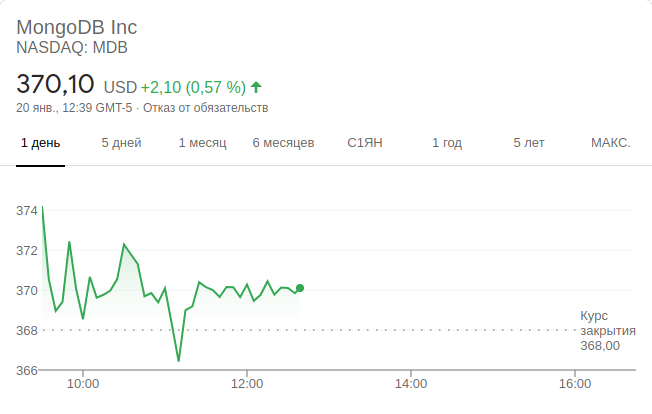 MongoDB Inc
NASDAQ: MDB
370,10 USD +2,10 (0,57 %)
20 янв., 12:39 GMT-5 · Отказ от обязательств
1 день 5 дней 1 месяц 6 месяцев С1ЯН 1 год 5 лет МАКС.
374
372
370
368
366
Курс
закрытия
368,00
10:00 12:00 14:00 16:00